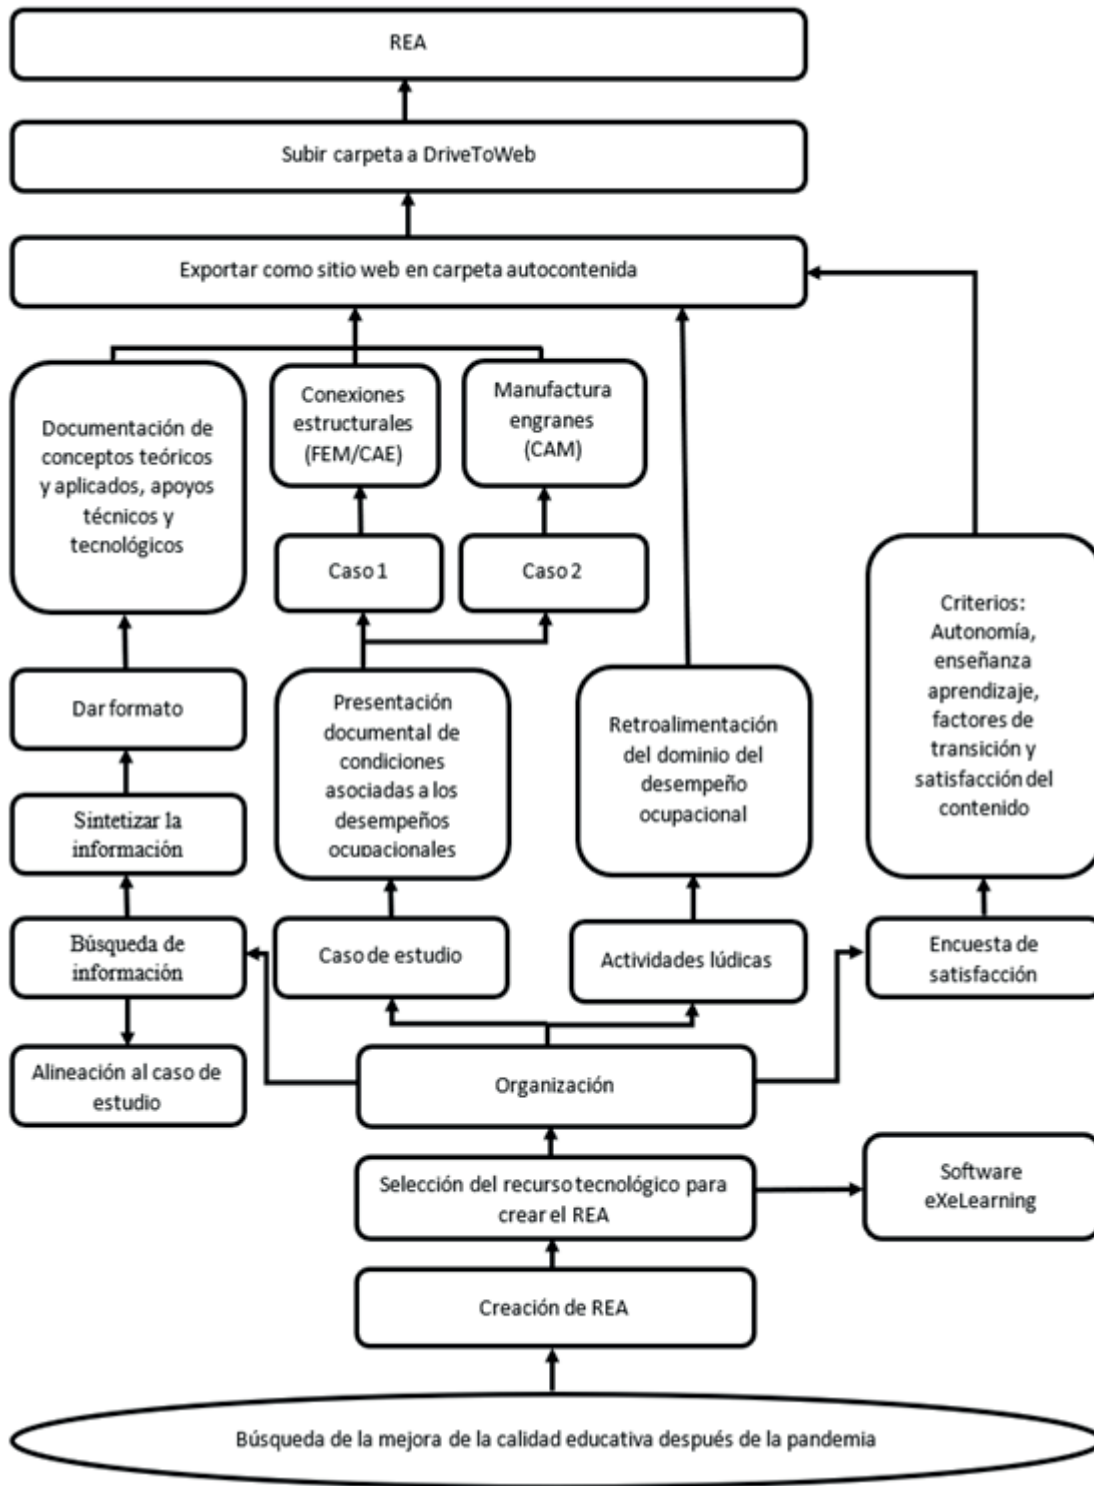 REA
Subir carpeta a DriveToWeb
Exportar como sitio web en carpeta autocontenida
Documentación de
conceptos teóricos
y aplicados, apoyos
técnicos y
tecnológicos
Conexiones
estructurales
(FEM/CAE)
Manufactura
engranes
(CAM)
Caso 1
Caso 2
Criterios:
Autonomía,
enseñanza
aprendizaje,
factores de
transición y
satisfacción del
contenido
Dar formato
Presentación
documental de
condiciones
asociadas a los
desempeños
ocupacionales
Retroalimentación
del dominio del
desempeño
ocupacional
Sintetizar la
información
Búsqueda de
información
Caso de estudio
Actividades lúdicas
Encuesta de
satisfacción
Alineación al caso de
estudio
Organización
Selección del recurso tecnológico para
crear el REA
Software
eXeLearning
Creación de REA
Búsqueda de la mejora de la calidad educativa después de la pandemia